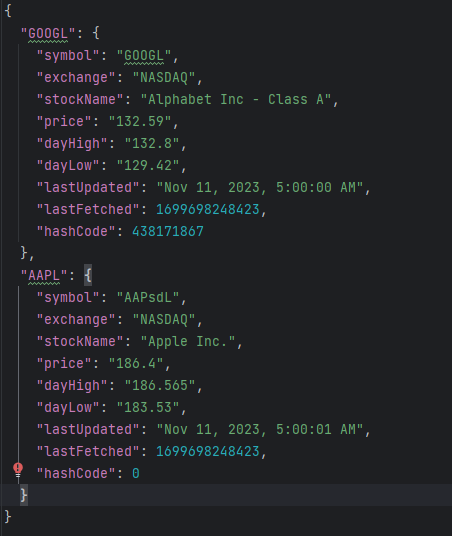 {
"GOOGL": {
"symbol": "GOOGL",
"exchange": "NASDAQ",
"stockName": "Alphabet Inc - Class A",
"price": "132.59",
"dayHigh": "132.8",
"dayLow": "129.42",
"lastUpdated": "Nov 11, 2023, 5:00:00 AM",
"lastFetched": 1699698248423,
"hashCode": 438171867
},
"AAPL": {
"symbol": "AAPsdL",
"exchange": "NASDAQ",
"stockName": "Apple Inc.",
"price": "186.4",
"dayHigh": "186.565",
"dayLow": "183.53",
"lastUpdated": "Nov 11, 2023, 5:00:01 AM",
"lastFetched": 1699698248423,
"hashCode": 0
}
}